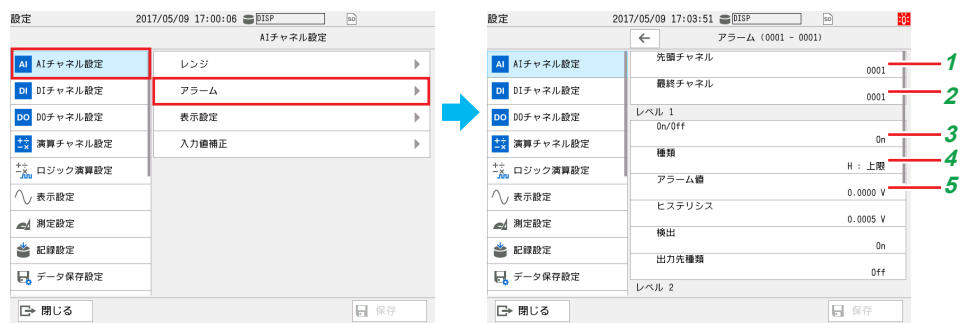 設定 2017/05/09 17:00:06 DISP SD
AIチャネル設定
AI AIチャネル設定
DI DIチャネル設定
DO DOチャネル設定
演算チャネル設定
ロジック演算設定
表示設定
測定設定
記録設定
データ保存設定
レンジ
アラーム
表示設定
入力値補正
閉じる
保存
設定 2017/05/09 17:03:51 DISP SD
アラーム (0001 - 0001)
AI AIチャネル設定
DI DIチャネル設定
DO DOチャネル設定
演算チャネル設定
ロジック演算設定
表示設定
測定設定
記録設定
データ保存設定
先頭チャネル
0001 1
最終チャネル
0001 2
レベル 1
On/Off
On 3
種類
H : 上限 4
アラーム値
0.0000 V 5
ヒステリシス
0.0005 V
検出
On
出力先種類
Off
レベル 2
閉じる
保存